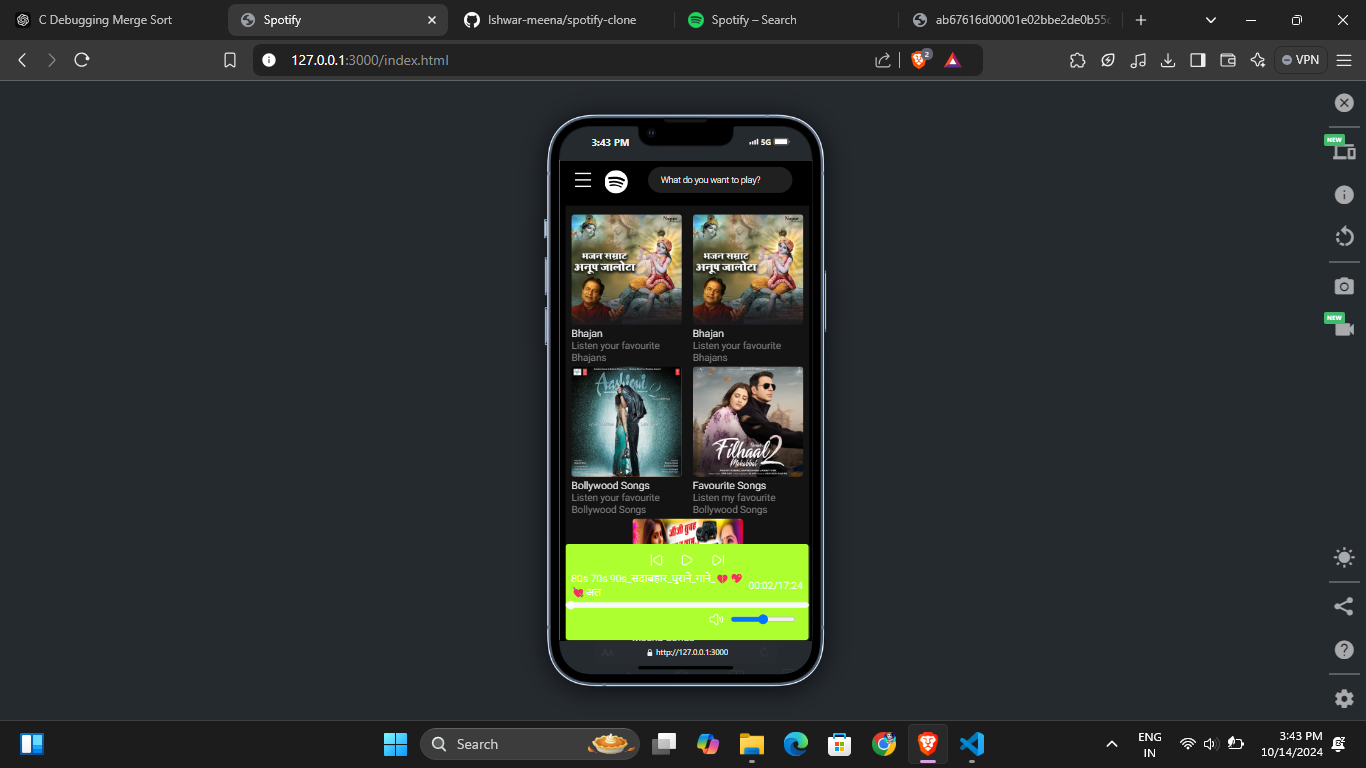 C Debugging Merge Sort
Spotify
Ishwar-meena/spotify-clone
Spotify – Search
ab67616d00001e02bbe2de0b55
127.0.0.1:3000/index.html
2
VPN
NEW
NEW
3:43 PM
5G
What do you want to play?
भजन सम्राट
अनूप जालोटा
भजन सम्राट
अनूप जालोटा
Bhajan
Listen your favourite
Bhajans
Bhajan
Listen your favourite
Bhajans
Aashiqui 2
Filhaal2
Mohabbat
Bollywood Songs
Listen your favourite
Bollywood Songs
Favourite Songs
Listen my favourite
Bollywood Songs
80s 70s 90s_सदाबहार_पुराने_गाने_💔💖
💘
00:02/17:24
http://127.0.0.1:3000
Search
ENG
IN
3:43 PM
10/14/2024